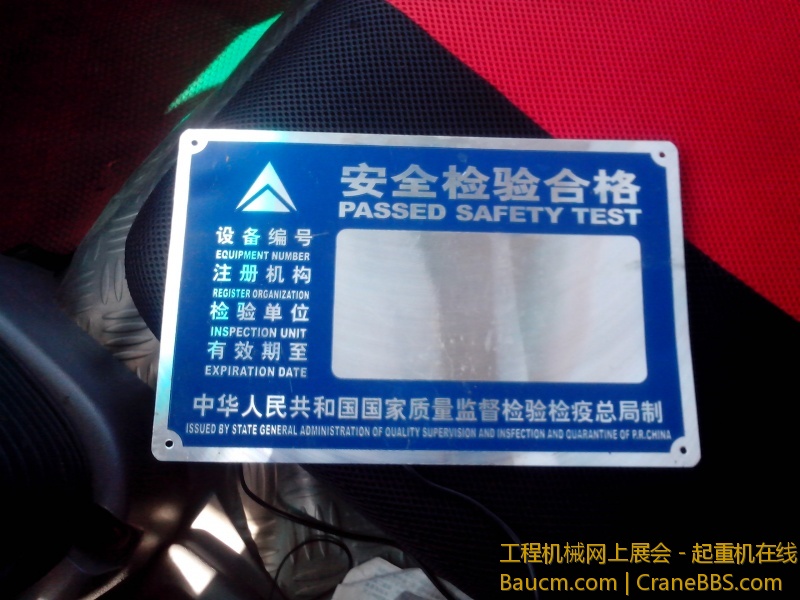 安全检验合格
PASSED SAFETY TEST
设备编号
EQUIPMENT NUMBER
注册机构
REGISTER ORGANIZATION
检验单位
INSPECTION UNIT
有效期至
EXPIRATION DATE
中华人民共和国国家质量监督检验检疫总局制
ISSUED BY STATE GENERAL ADMINISTRATION OF QUALITY SUPERVISION AND INSPECTION AND QUARANTINE OF P.R.CHINA
工程机械网上展会 - 起重机在线
Baucm.com | CraneBBS.com